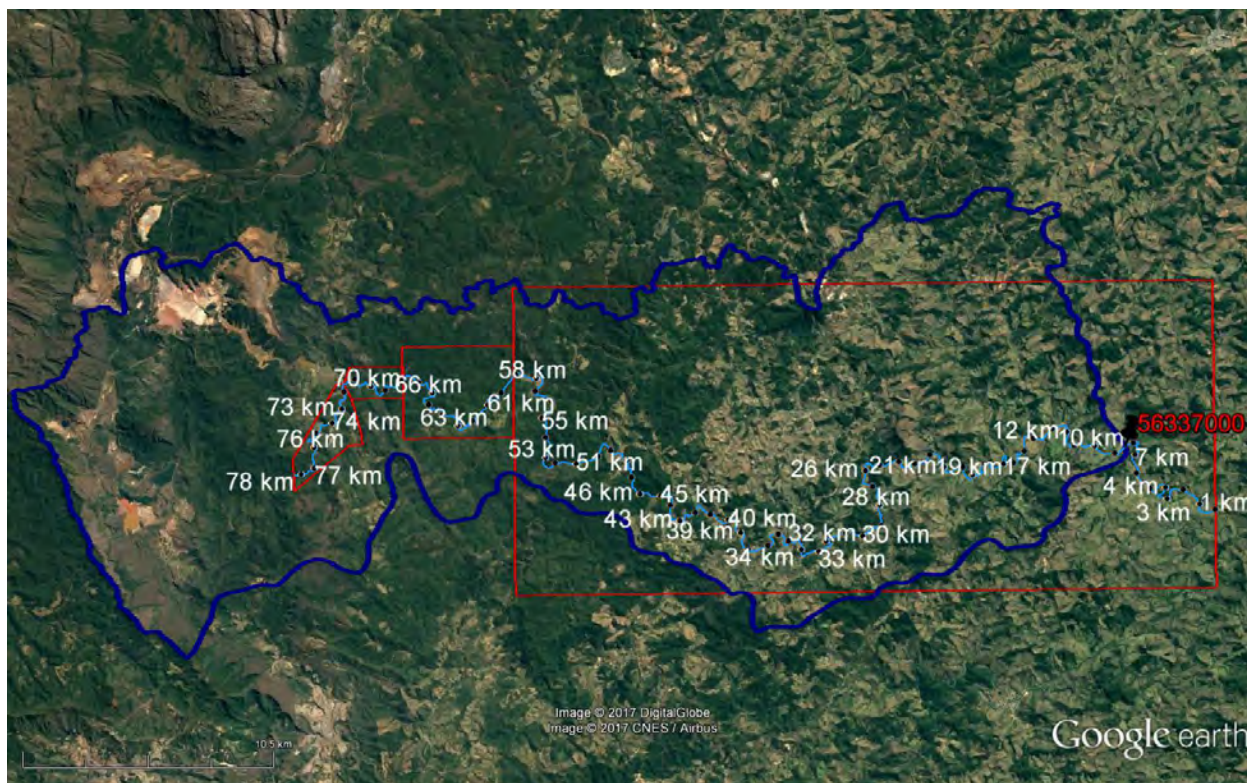 58 km
70 km
66 km
61 km
73 km
74 km
63 km
55 km
76 km
53 km
51 km
78 km
77 km
46 km
45 km
43 km
39 km
40 km
34 km
32 km
33 km
30 km
28 km
26 km
21 km
19 km
17 km
12 km
10 km
56337000
7 km
4 km
3 km
1 km
10.5 km
Image © 2017 DigitalGlobe
Image © 2017 CNES / Airbus
Google earth